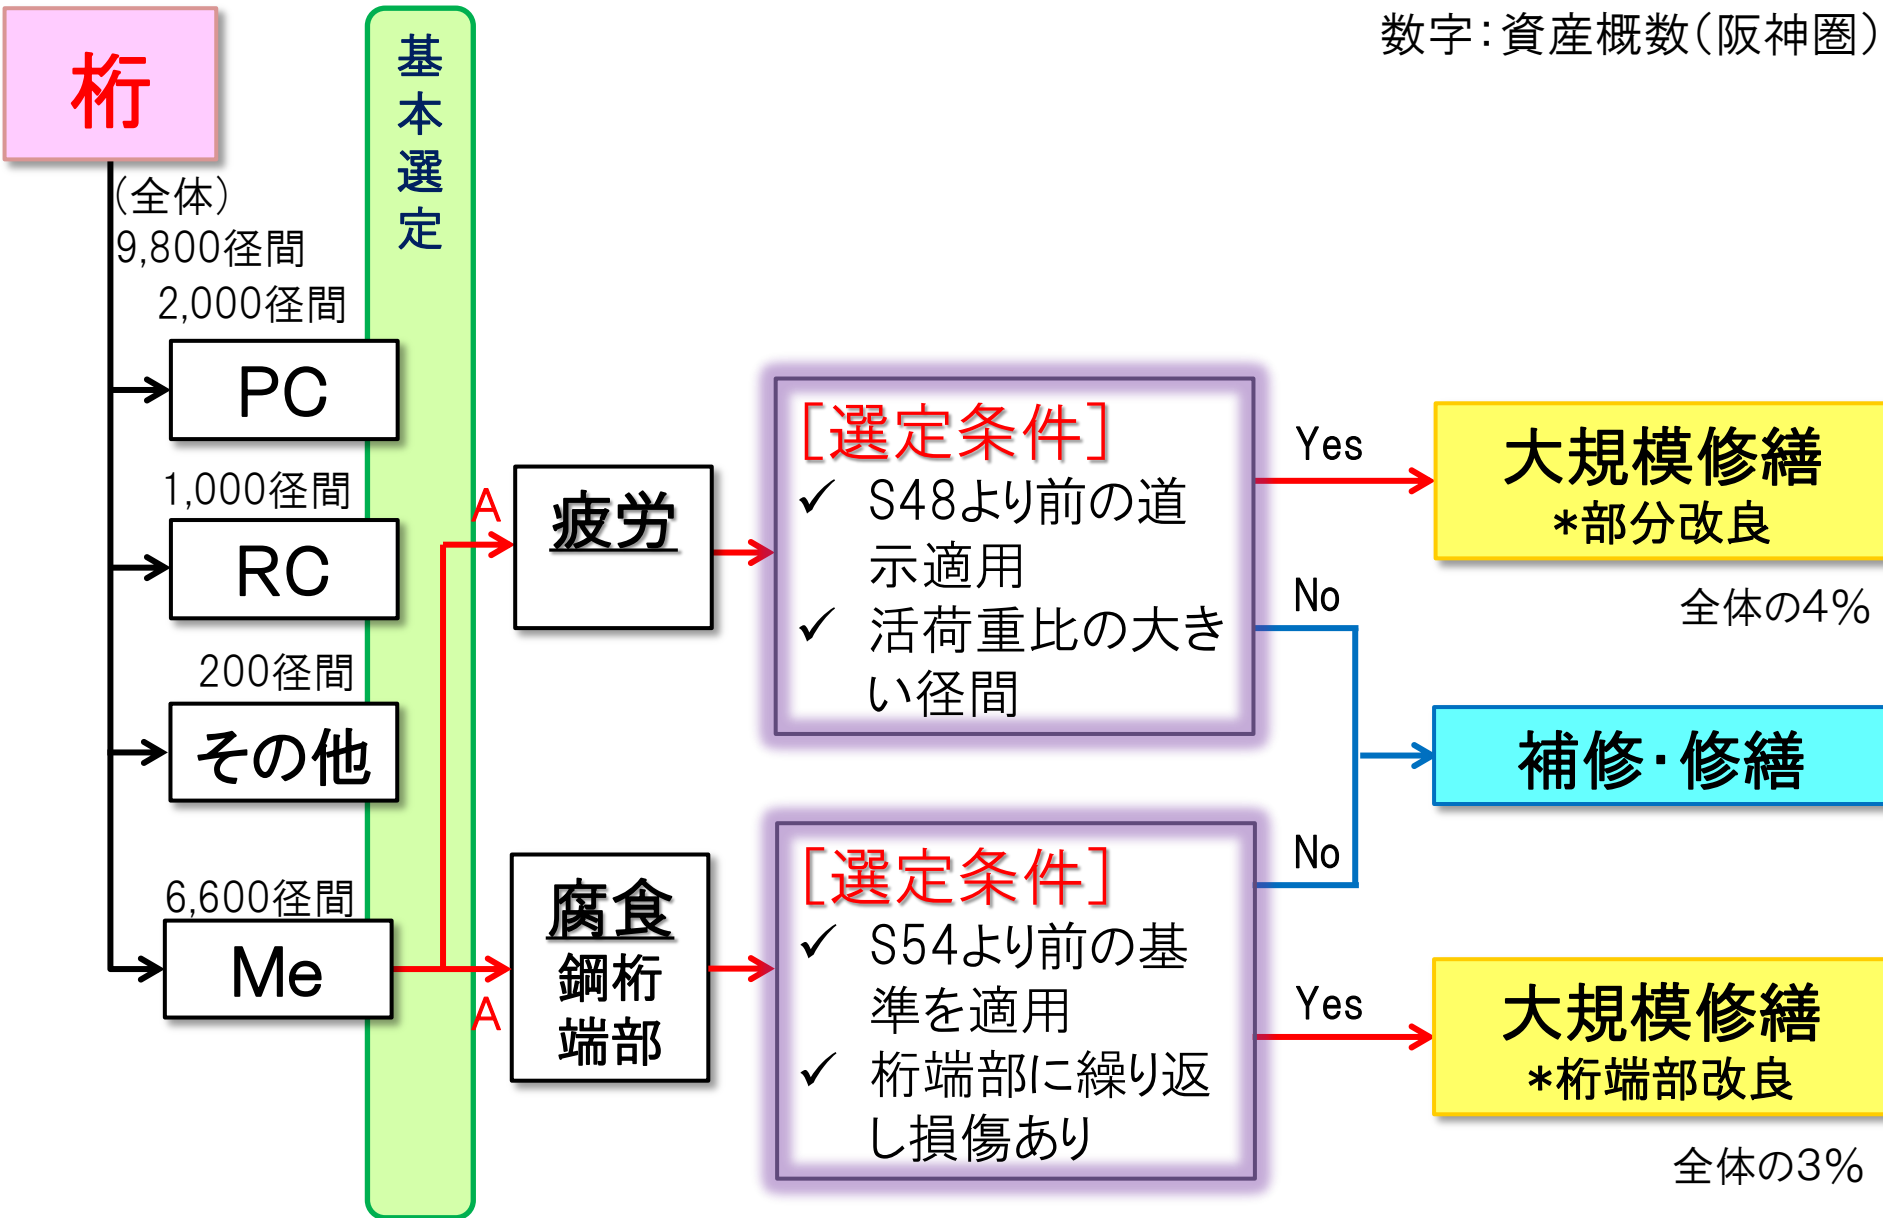 数字：資産概数（阪神圏）
桁
基本選定
（全体）
9,800径間
2,000径間
PC
1,000径間
RC
200径間
その他
6,600径間
Me
A
疲労
A
腐食
鋼桁
端部
［選定条件］
✓ S48より前の道
示適用
✓ 活荷重比の大き
い径間
［選定条件］
✓ S54より前の基
準を適用
✓ 桁端部に繰り返
し損傷あり
Yes
No
No
Yes
大規模修繕
*部分改良
全体の4%
補修・修繕
大規模修繕
*桁端部改良
全体の3%